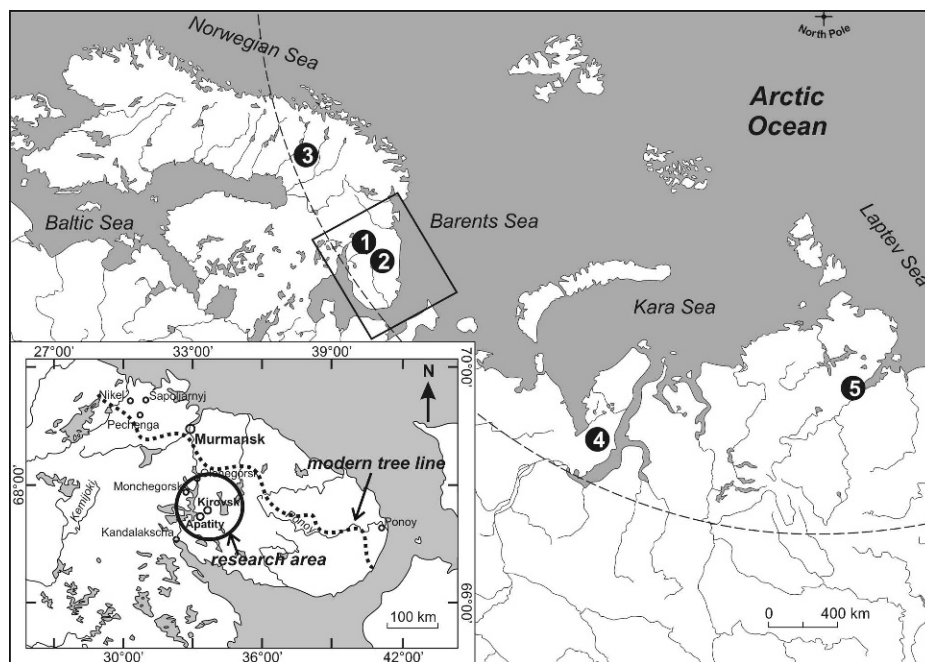 Norwegian Sea
North Pole
Arctic
Ocean
3
Baltic Sea
Barents Sea
Laptev Sea
1
2
Kara Sea
5
4
0 400 km
27°00' 33°00' 39°00'
70°00'
N
Nikel
Sapoljarnyj
Pechenga
Murmansk
modern tree line
Olenegorsk
68°00'
Monchegorsk
Kirovsk
Kemijoki
Ponoy
Ponoy
Apatity
Kandalakscha
research area
66°00'
100 km
30°00' 36°00' 42°00'